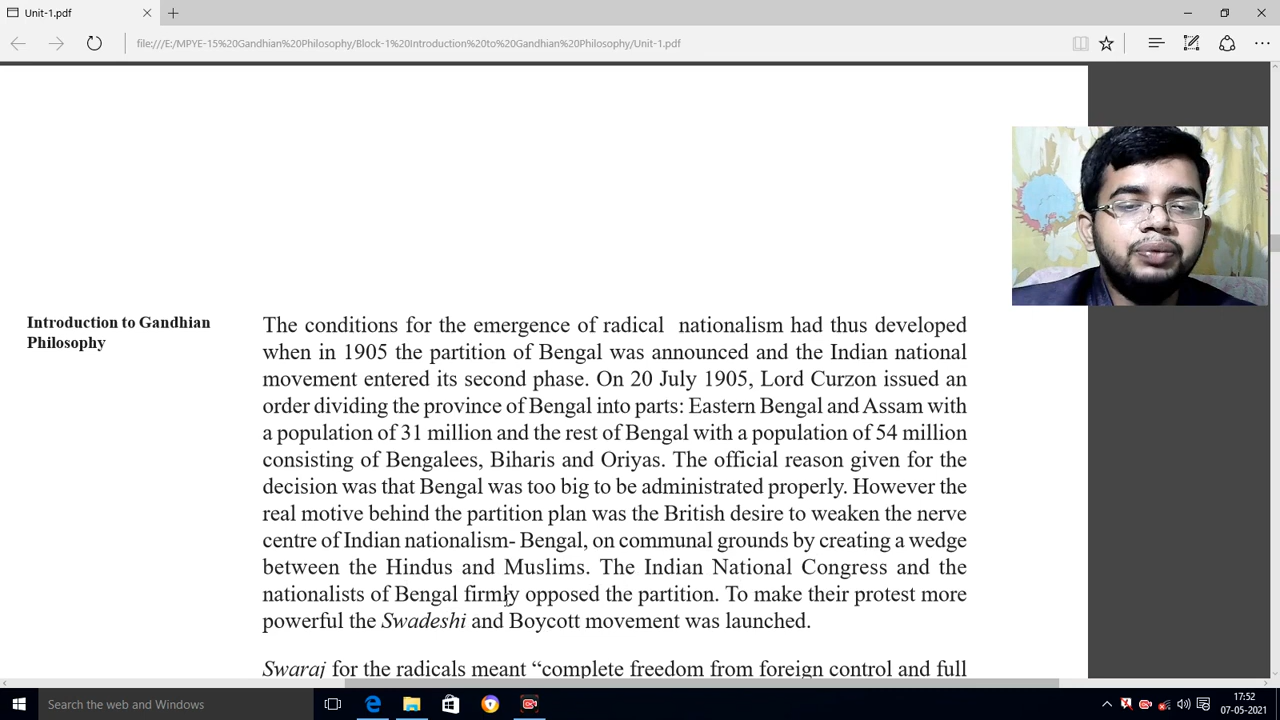 Unit-1.pdf
file:///E:/MPYE-15%20Gandhian%20Philosophy/Block-1%20Introduction%20to%20Gandhian%20Philosophy/Unit-1.pdf
Introduction to Gandhian
Philosophy
The conditions for the emergence of radical nationalism had thus developed
when in 1905 the partition of Bengal was announced and the Indian national
movement entered its second phase. On 20 July 1905, Lord Curzon issued an
order dividing the province of Bengal into parts: Eastern Bengal and Assam with
a population of 31 million and the rest of Bengal with a population of 54 million
consisting of Bengalees, Biharis and Oriyas. The official reason given for the
decision was that Bengal was too big to be administrated properly. However the
real motive behind the partition plan was the British desire to weaken the nerve
centre of Indian nationalism- Bengal, on communal grounds by creating a wedge
between the Hindus and Muslims. The Indian National Congress and the
nationalists of Bengal firmly opposed the partition. To make their protest more
powerful the Swadeshi and Boycott movement was launched.
Swaraj for the radicals meant “complete freedom from foreign control and full
Search the web and Windows
17:52
07-05-2021